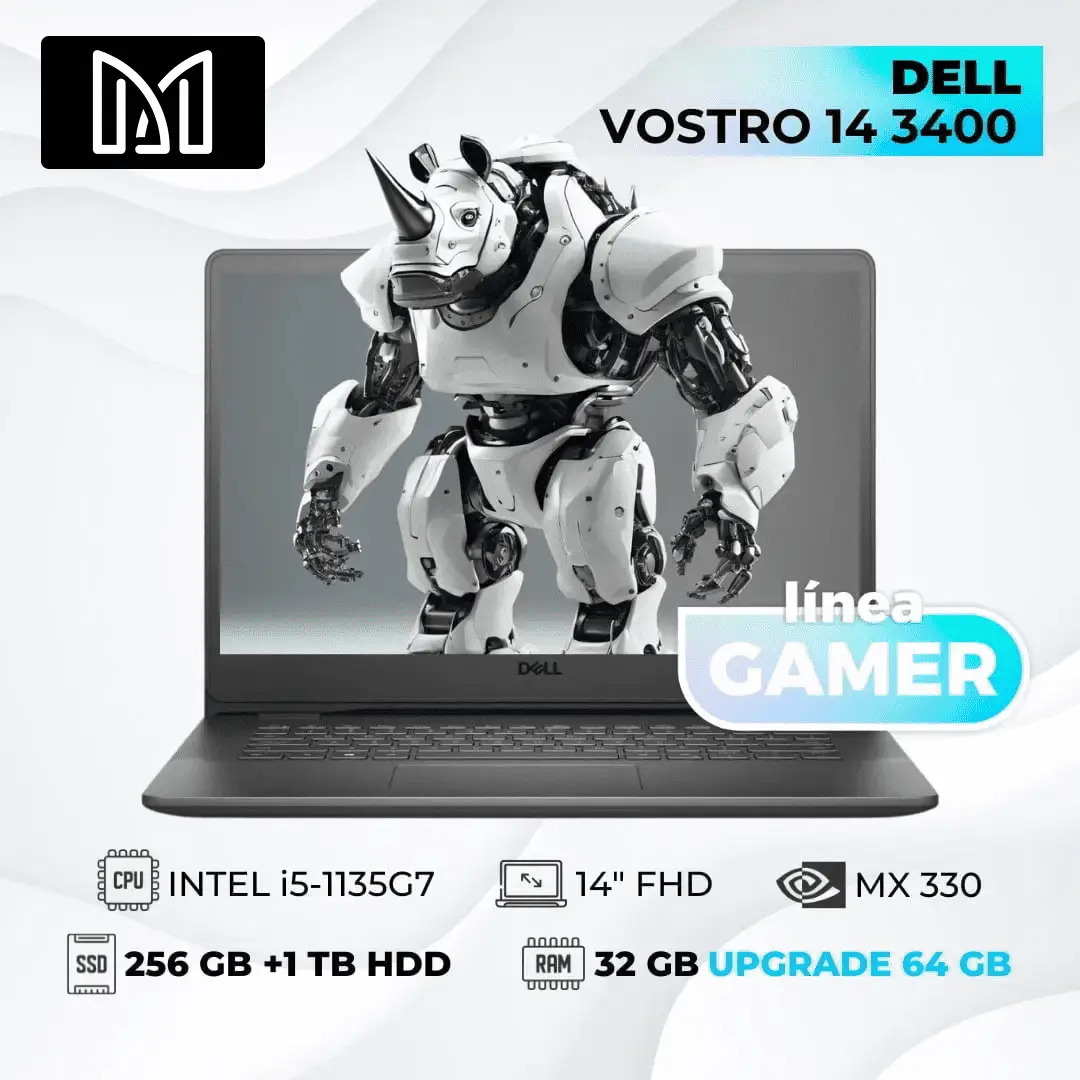 DELL
VOSTRO 14 3400
DELL
línea
GAMER
CPU INTEL i5-1135G7
14" FHD
MX 330
SSD 256 GB +1 TB HDD
RAM 32 GB UPGRADE 64 GB